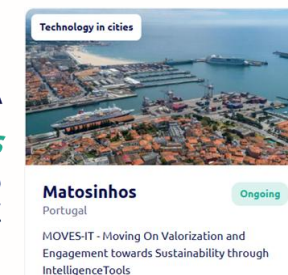 Technology in cities
Matosinhos
Ongoing
Portugal
MOVES-IT - Moving On Valorization and
Engagement towards Sustainability through
IntelligenceTools